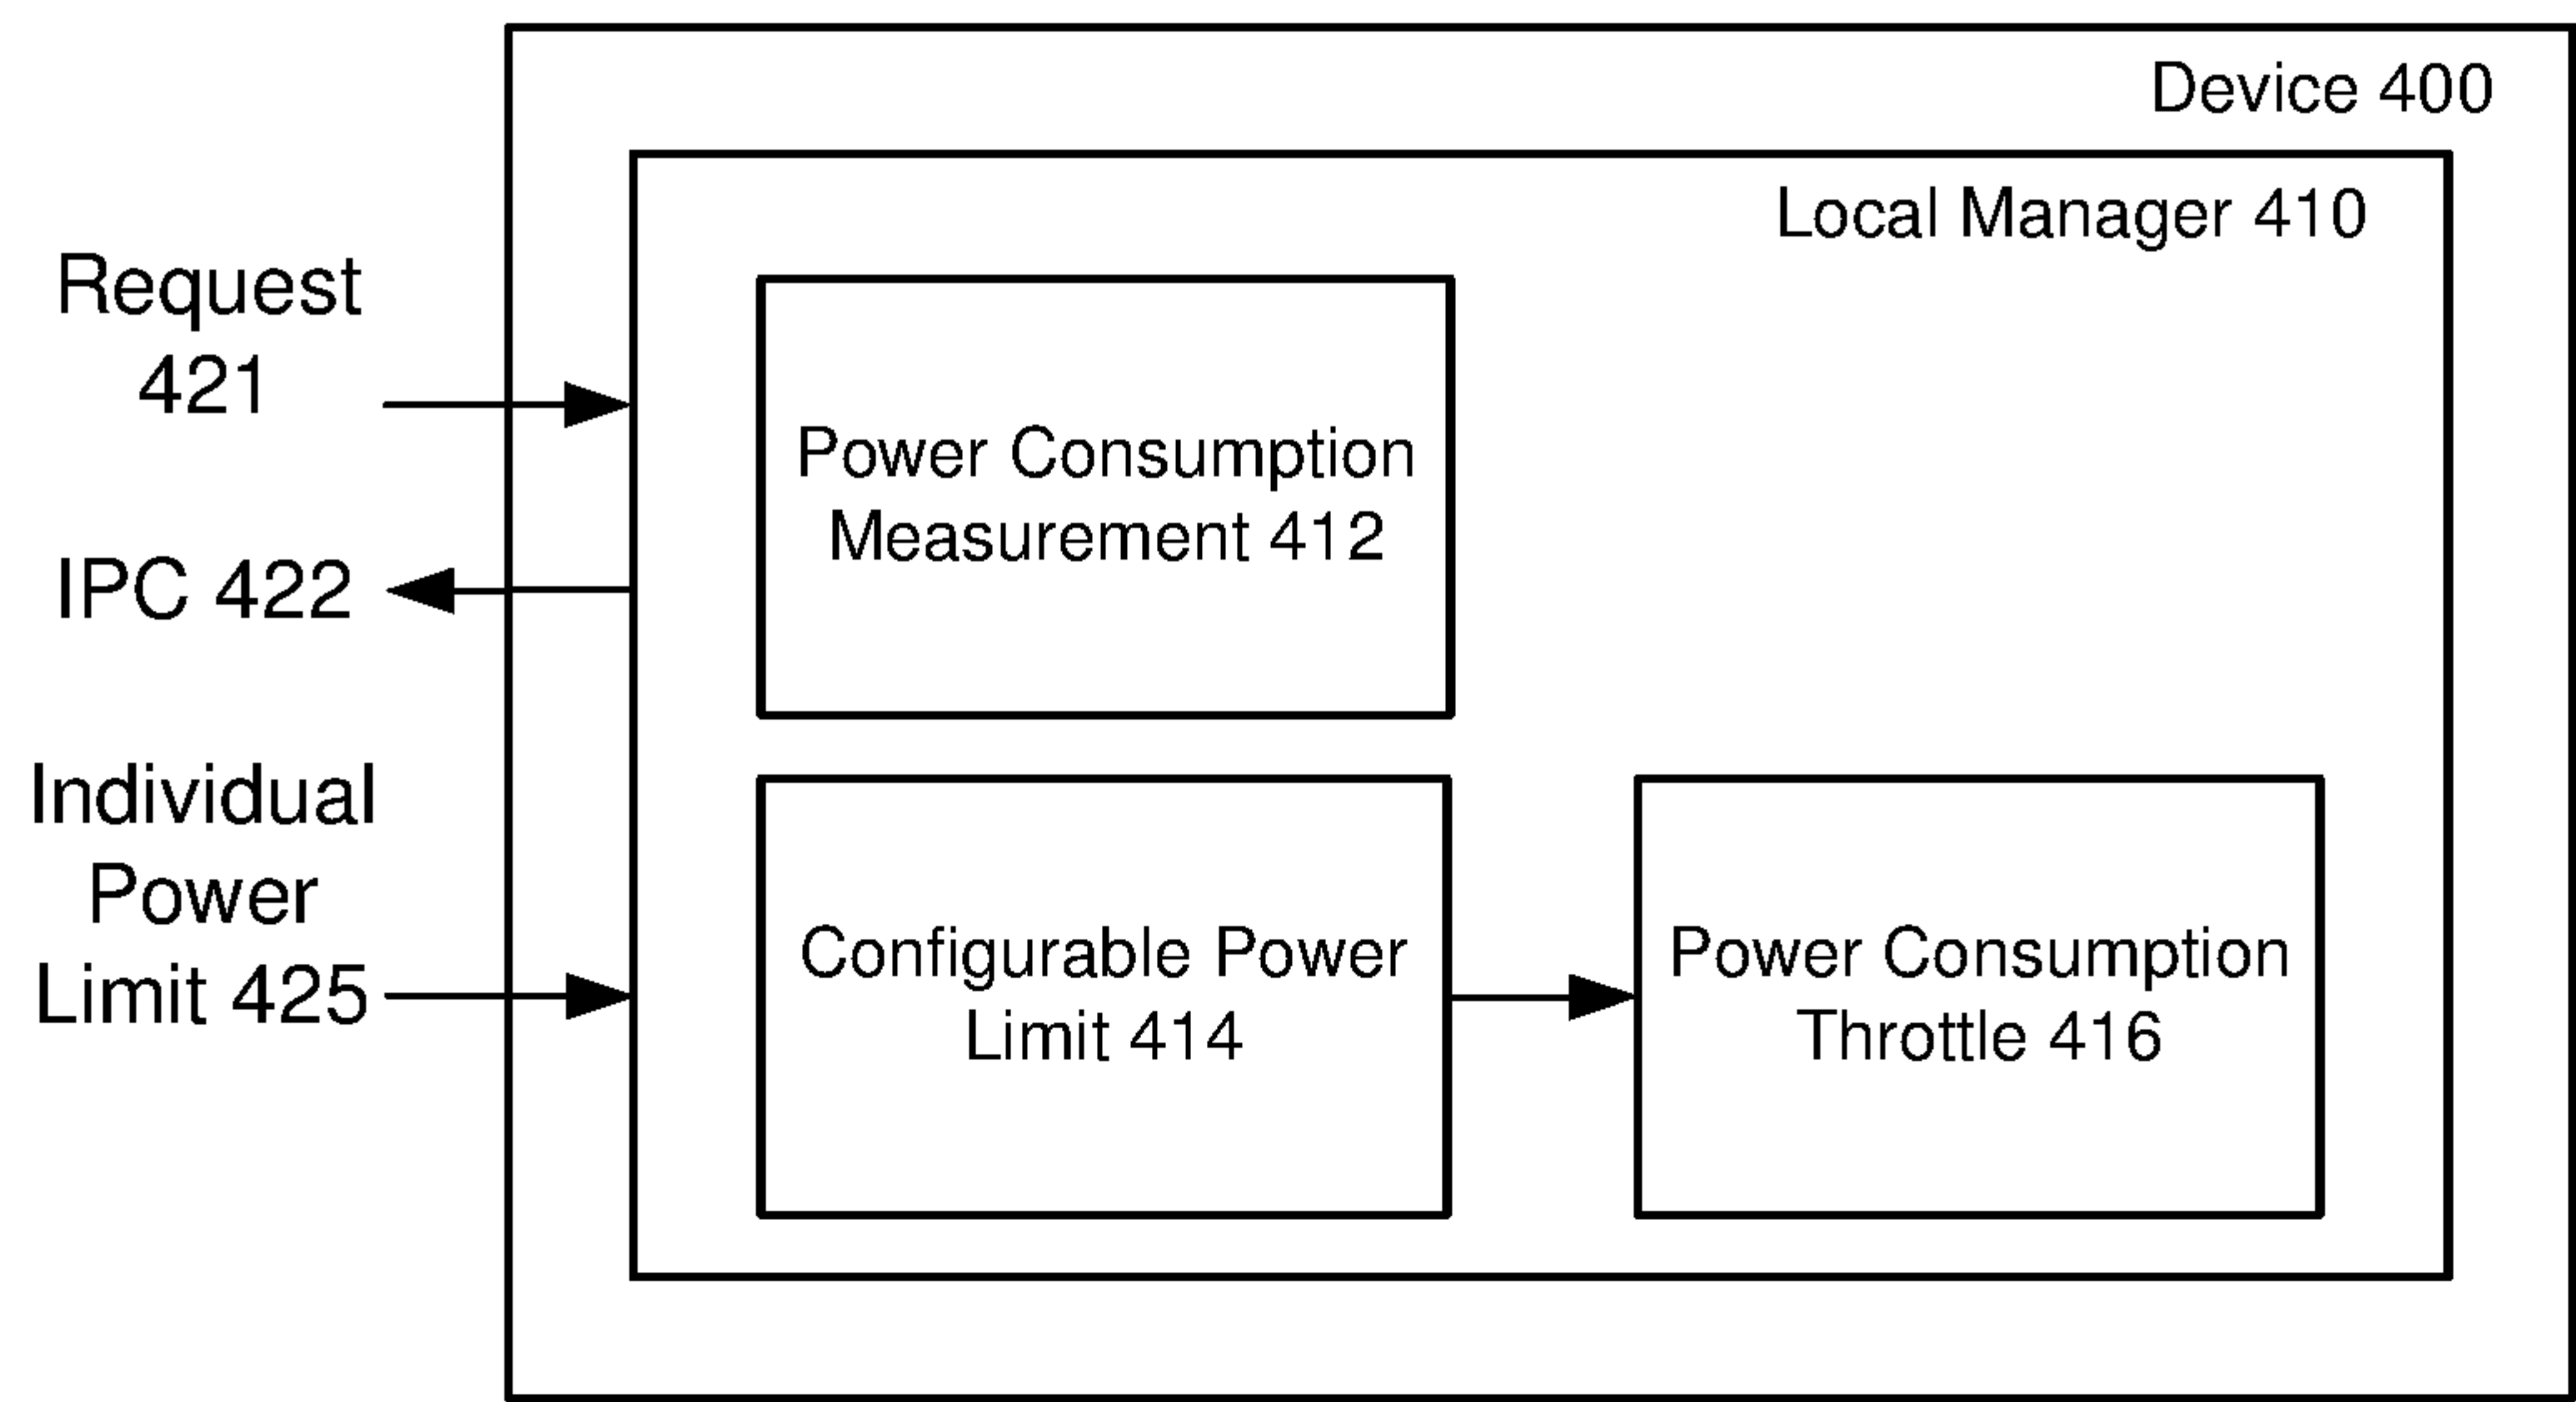 Device 400
Local Manager 410
Request
421
IPC 422
Individual
Power
Limit 425
Power Consumption
Measurement 412
Configurable Power
Limit 414
Power Consumption
Throttle 416